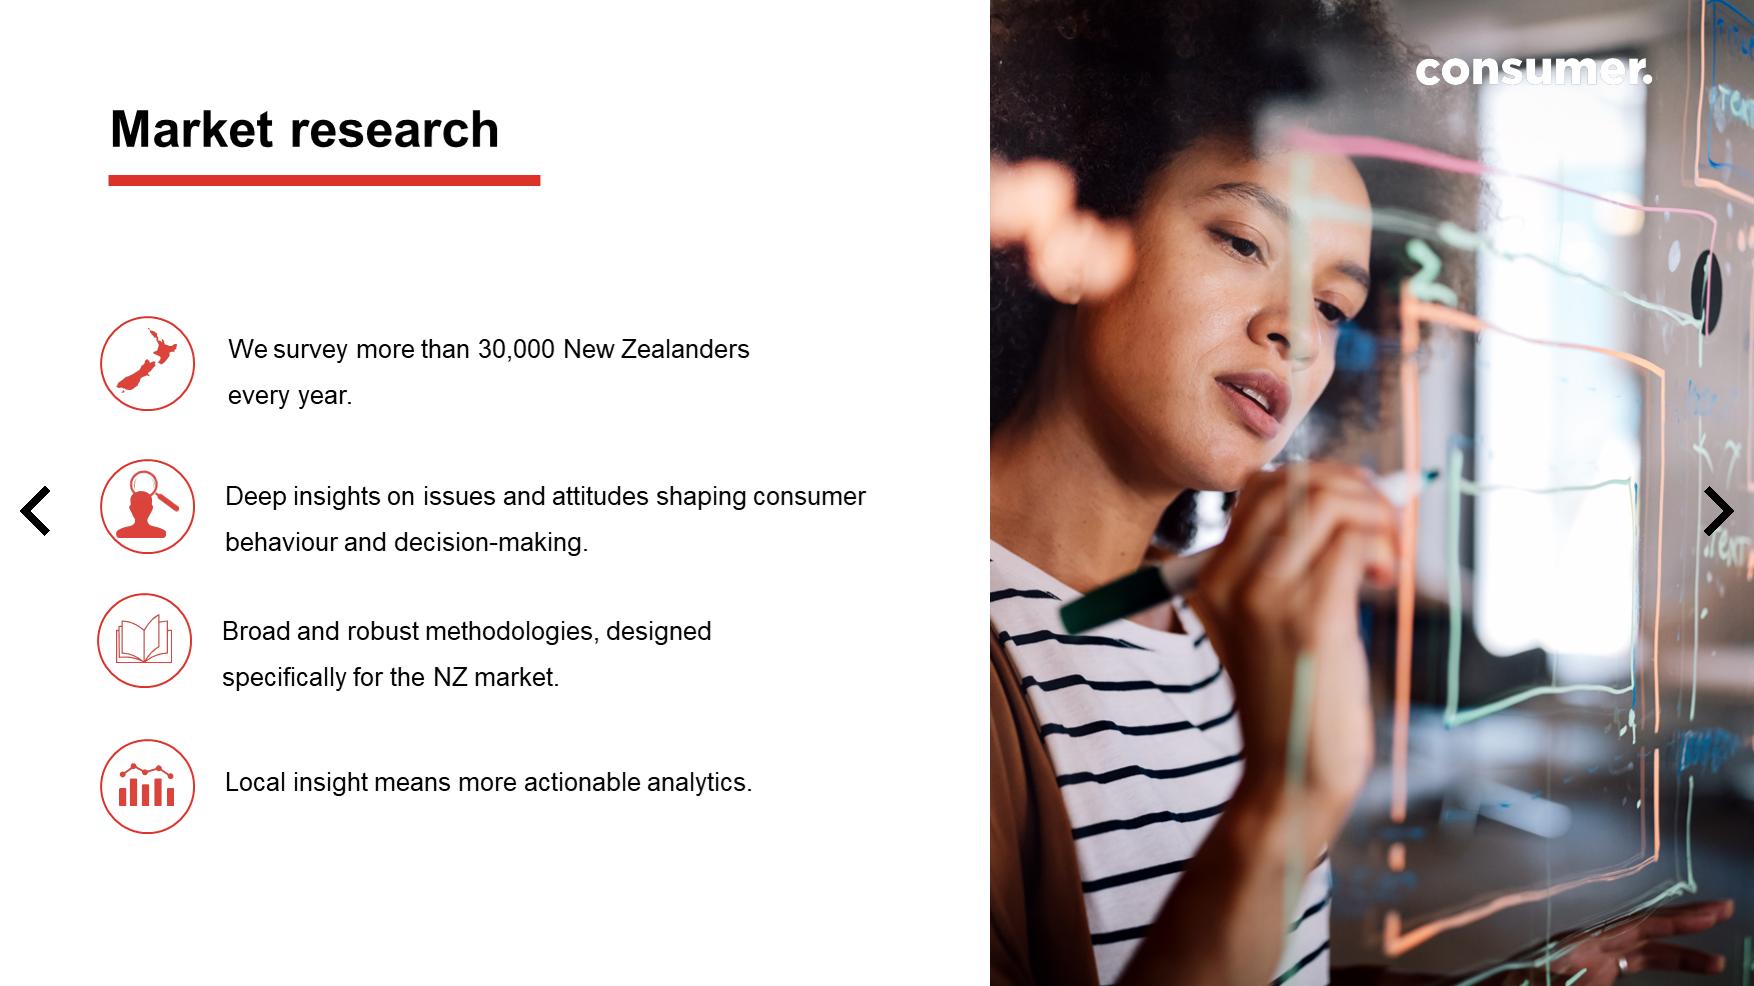 consumer.
Market research
We survey more than 30,000 New Zealanders
every year.
Deep insights on issues and attitudes shaping consumer
behaviour and decision-making.
Broad and robust methodologies, designed
specifically for the NZ market.
Local insight means more actionable analytics.
2
TEXT